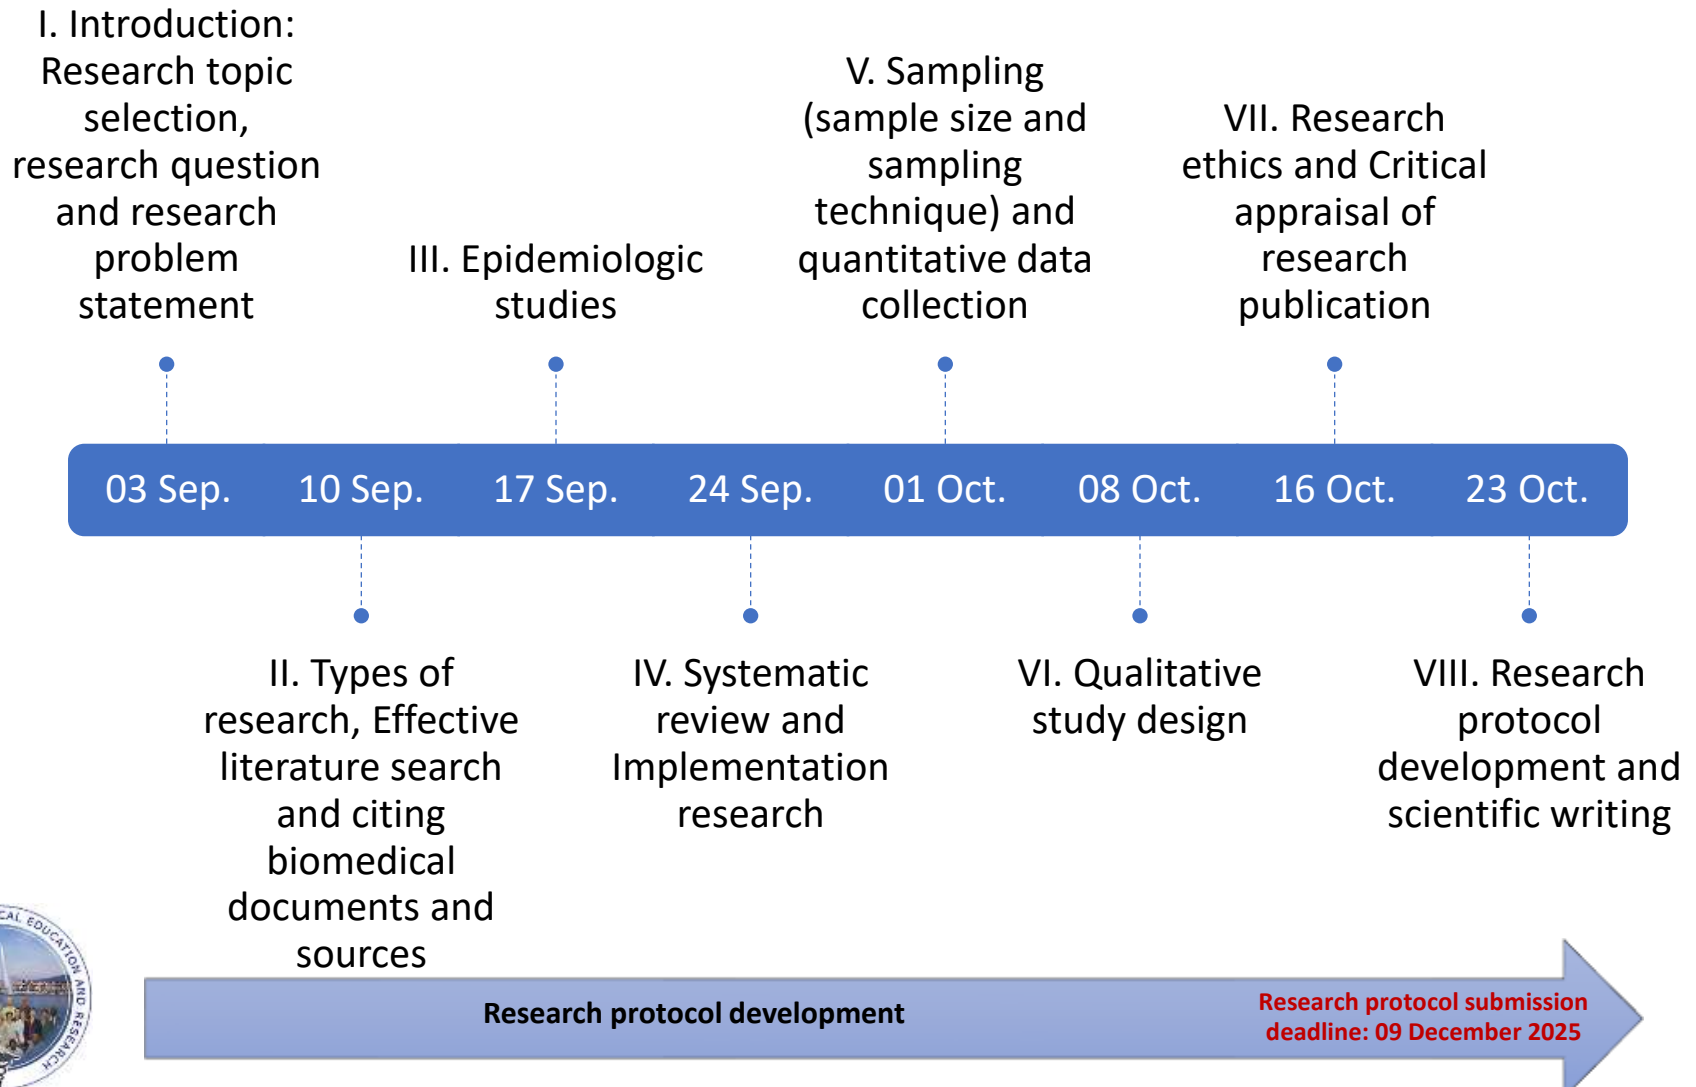 I. Introduction:
Research topic
selection,
research question
and research
problem
statement
III. Epidemiologic
studies
V. Sampling
(sample size and
sampling
technique) and
quantitative data
collection
VII. Research
ethics and Critical
appraisal of
research
publication
03 Sep.
10 Sep.
17 Sep.
24 Sep.
01 Oct.
08 Oct.
16 Oct.
23 Oct.
II. Types of
research, Effective
literature search
and citing
biomedical
documents and
sources
IV. Systematic
review and
Implementation
research
VI. Qualitative
study design
VIII. Research
protocol
development and
scientific writing
EDUCATION AND RESEARCH
Research protocol development
Research protocol submission
deadline: 09 December 2025